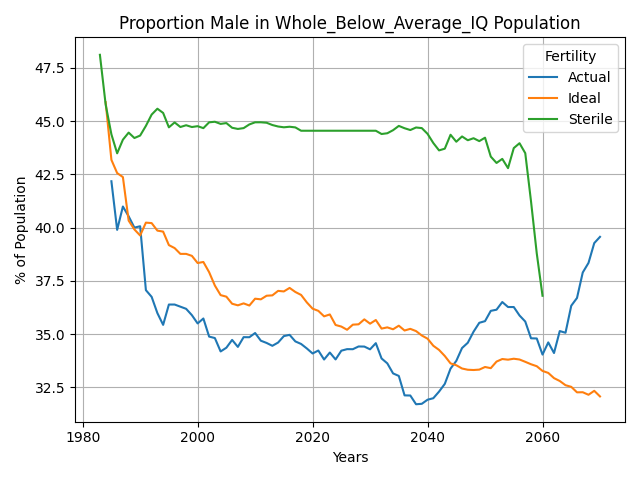 Proportion Male in Whole_Below_Average_IQ Population
Fertility
Actual
Ideal
Sterile
47.5
45.0
42.5
40.0
37.5
35.0
32.5
% of Population
1980
2000
2020
2040
2060
Years